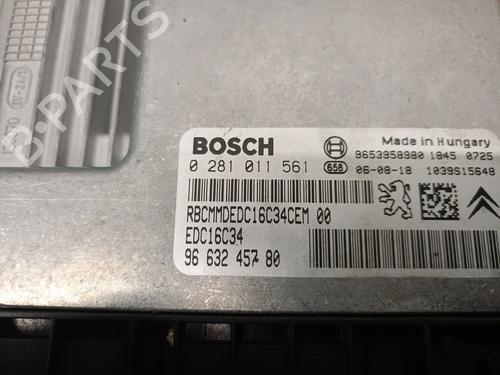 BOSCH
0 281 011 561
658
Made in Hungary
9653958980 1845 0725
06-08-18 1039S15648
RBCMMDEDC16C34CEM 00
EDC16C34
96 632 457 80
B-PARTS